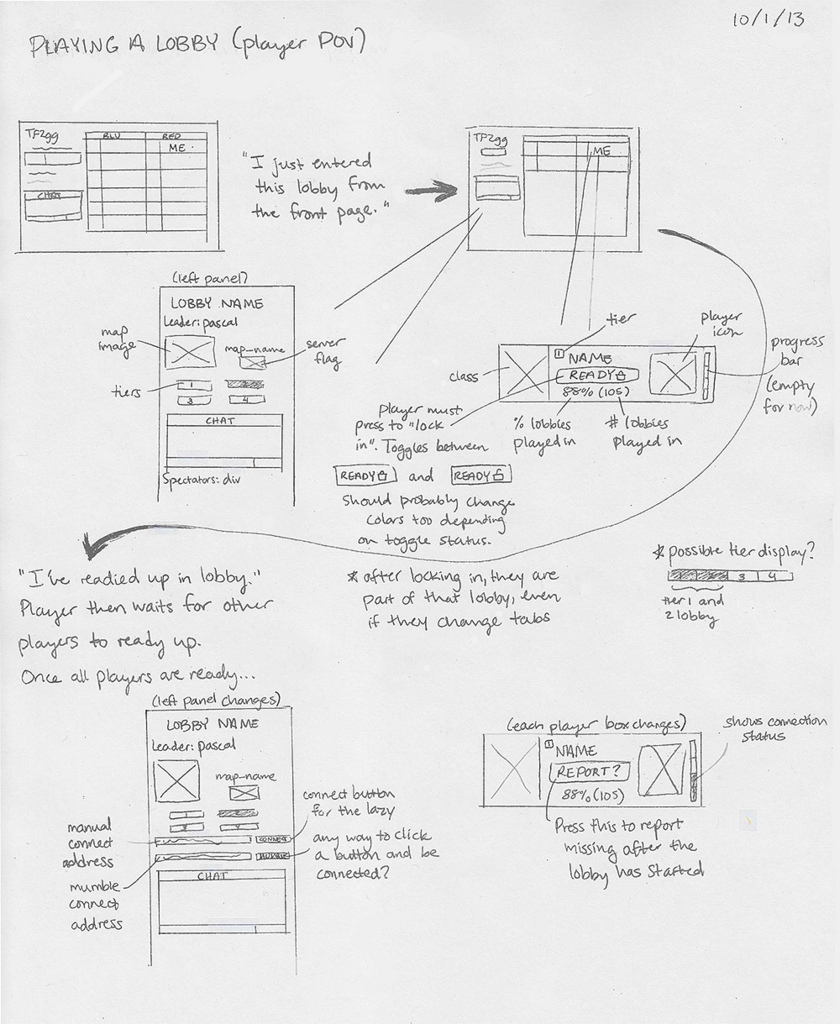 10/1/13
PLAYING A LOBBY (player POV)
TF2gg
BLU RED
ME
CHAT
"I just entered
this lobby from
the front page."
TF2gg
ME
(left panel)
LOBBY NAME
Leader: pascal
map
image
map-name
server
flag
tiers
1
3 4
CHAT
Spectators: div
tier
player
icon
progress
bar
(empty
for now)
class
1 NAME
READY
88% (105)
% lobbies
played in
# lobbies
played in
player must
press to "lock
in". Toggles between
READY and READY
should probably change
colors too depending
on toggle status.
* after locking in, they are
part of that lobby, even
if they change tabs
* possible tier display?
3 4
tier 1 and
2 lobby
"I've readied up in lobby."
Player then waits for other
players to ready up.
Once all players are ready...
(left panel changes)
LOBBY NAME
Leader: pascal
map-name
connect button
for the lazy
manual
connect
address
CONNECT
any way to click
a button and be
connected?
MUMBLE
mumble
connect
address
CHAT
(each player box changes)
shows connection
status
1 NAME
REPORT?
88% (105)
Press this to report
missing after the
lobby has started